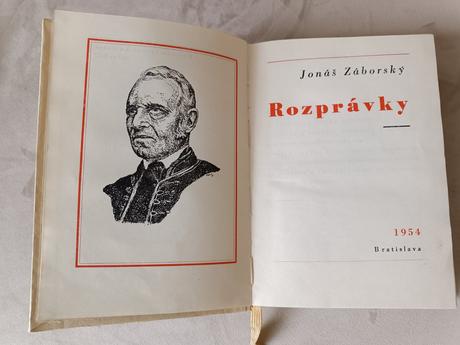 Jonáš Záborský
Rozprávky
1954
Bratislava